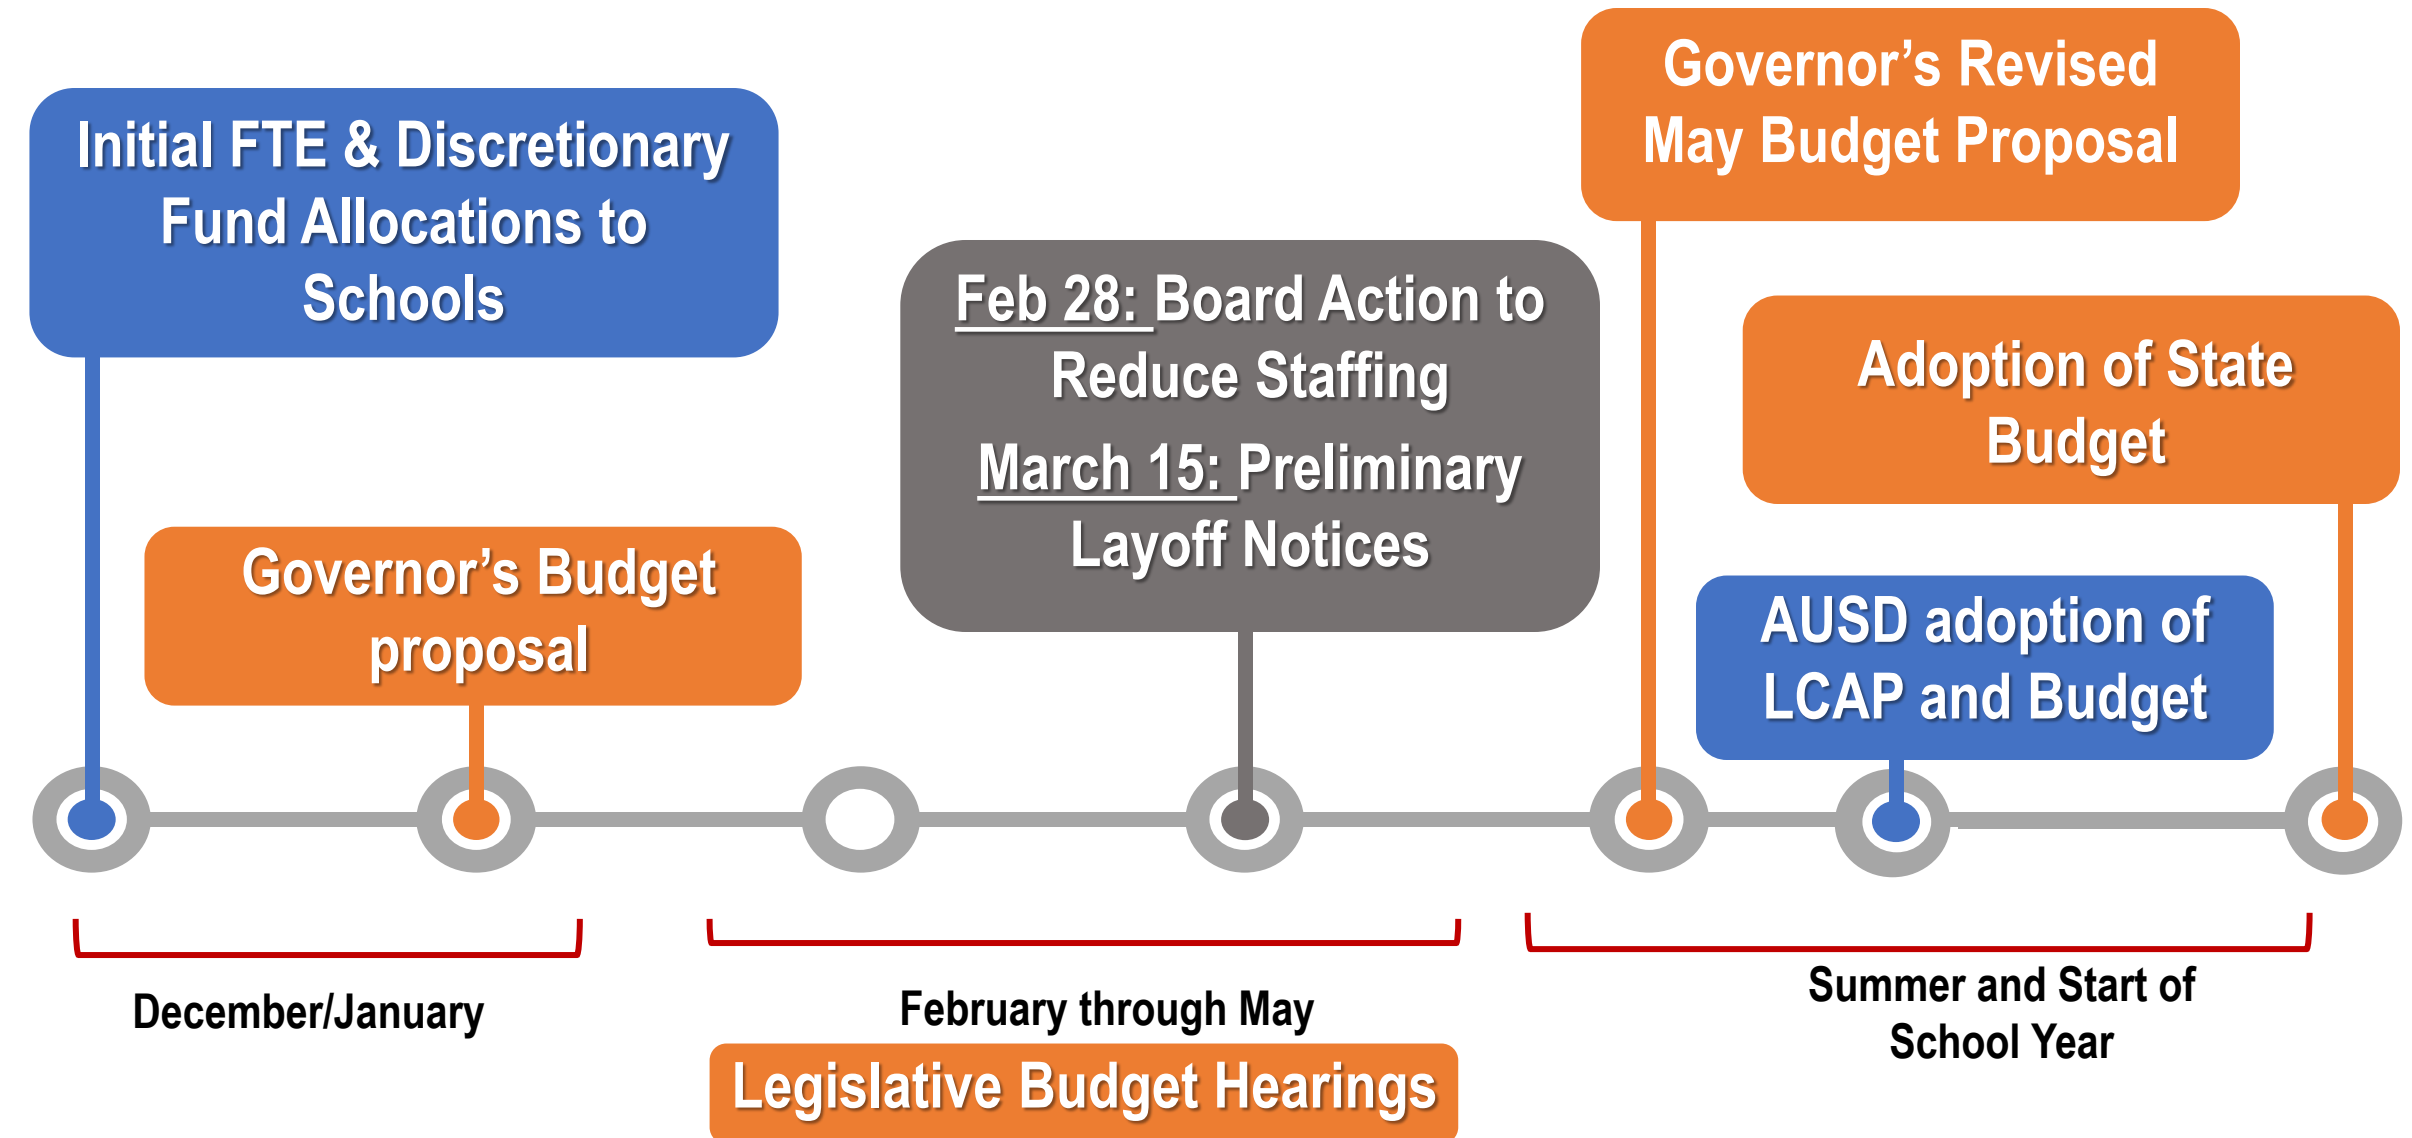 Initial FTE & Discretionary
Fund Allocations to
Schools
Governor’s Budget
proposal
Feb 28: Board Action to
Reduce Staffing
March 15: Preliminary
Layoff Notices
Governor’s Revised
May Budget Proposal
Adoption of State
Budget
AUSD adoption of
LCAP and Budget
December/January
February through May
Legislative Budget Hearings
Summer and Start of
School Year